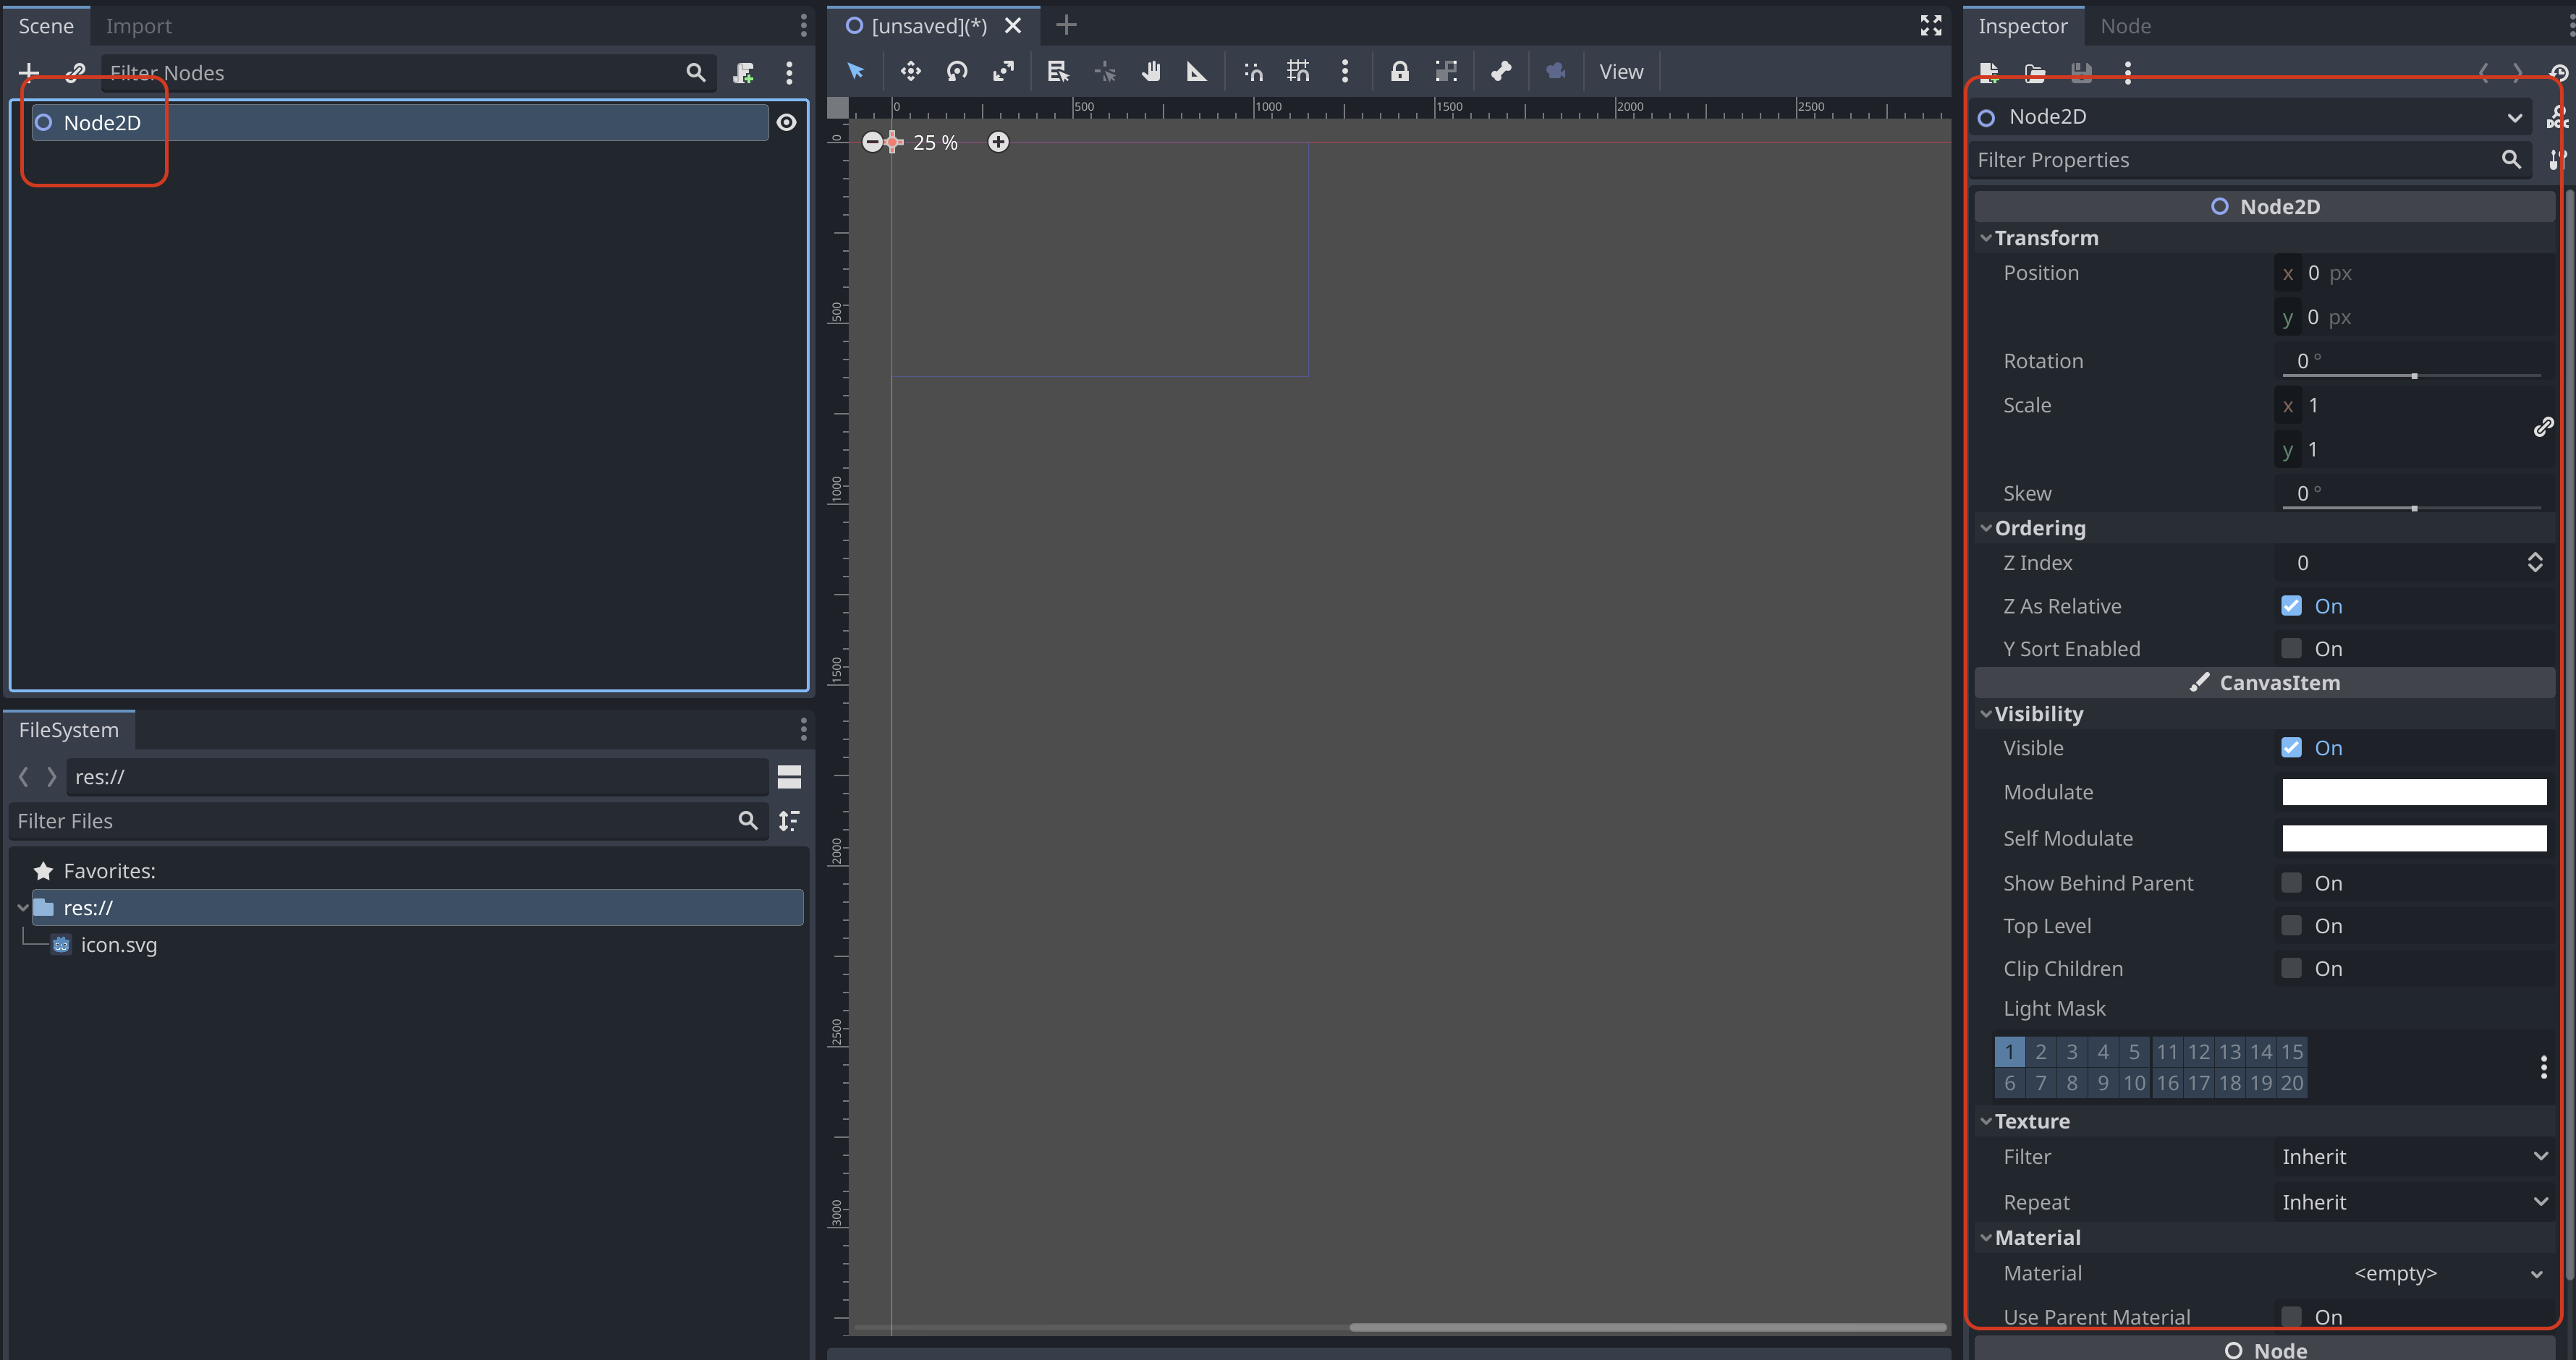 Scene Import
Filter Nodes
Node2D
FileSystem
res://
Filter Files
Favorites:
res://
icon.svg
[unsaved](*)
View
0 500 1000 1500 2000 2500
25 %
0
500
1000
1500
2000
2500
3000
Inspector Node
Node2D
DOC
Filter Properties
Node2D
Transform
Position x 0 px
y 0 px
Rotation 0 °
Scale x 1
y 1
Skew 0 °
Ordering
Z Index 0
Z As Relative On
Y Sort Enabled On
CanvasItem
Visibility
Visible On
Modulate
Self Modulate
Show Behind Parent On
Top Level On
Clip Children On
Light Mask
1 2 3 4 5 11 12 13 14 15
6 7 8 9 10 16 17 18 19 20
Texture
Filter Inherit
Repeat Inherit
Material
Material <empty>
Use Parent Material On
Node